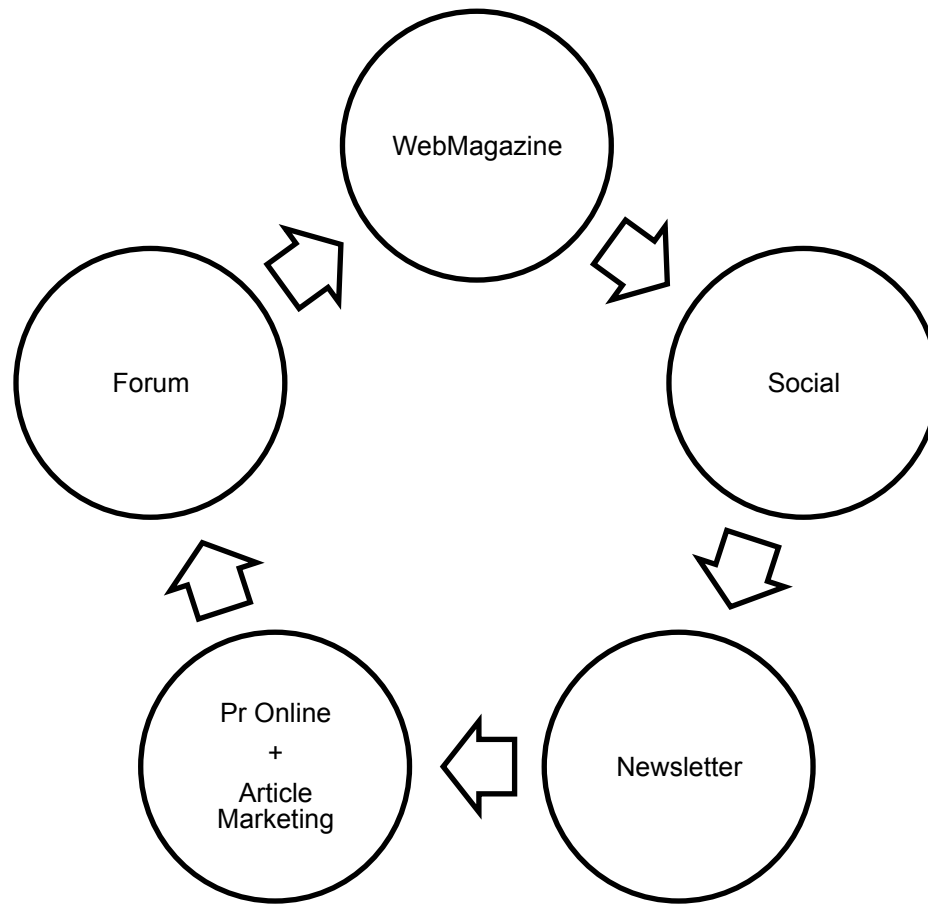 WebMagazine
Forum
Social
Pr Online
+
Article
Marketing
Newsletter